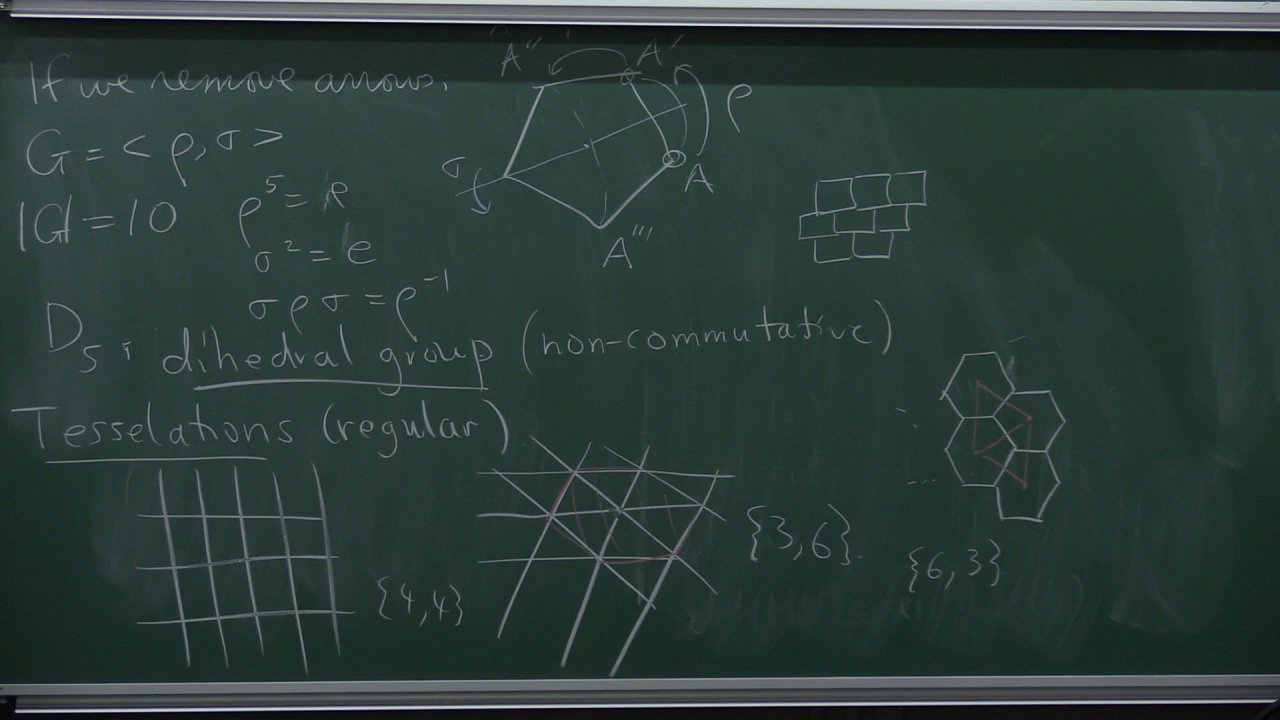 If we remove arrows:
G = < ρ, σ >
|G| = 10
ρ⁵ = e
σ² = e
σρσ = ρ⁻¹
A''
A'
ρ
σ
A
A'''
D₅ : dihedral group (non-commutative)
Tesselations (regular)
{4,4}
{3,6}.
{6,3}